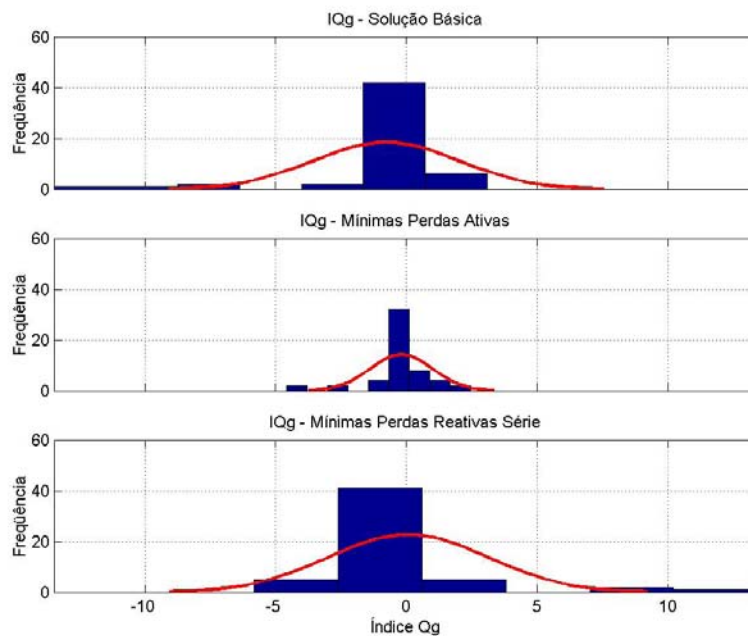 IQg - Solução Básica
60
40
20
0
Freqüência
IQg - Mínimas Perdas Ativas
60
40
20
0
Freqüência
IQg - Mínimas Perdas Reativas Série
60
40
20
0
Freqüência
-10 -5 0 5 10
Índice Qg